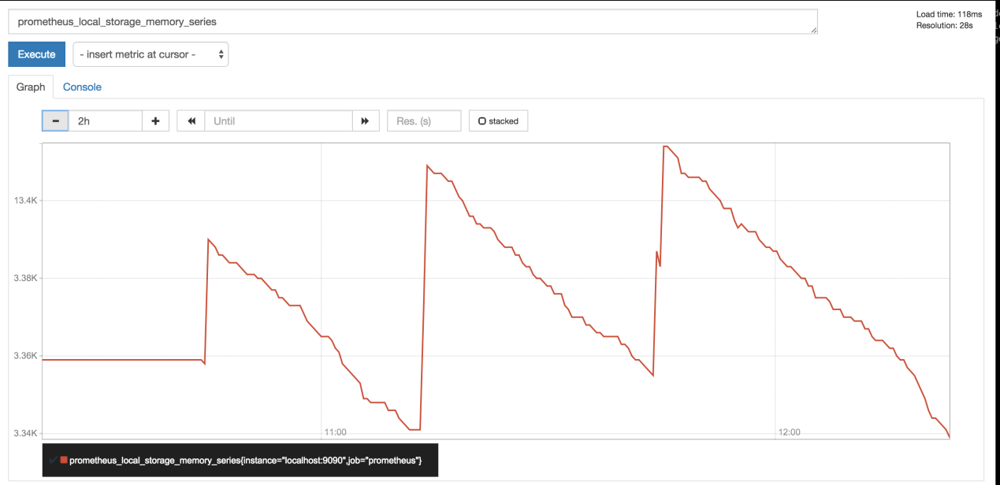 prometheus_local_storage_memory_series
Load time: 118ms
Resolution: 28s
Execute
- insert metric at cursor -
Graph
Console
2h
Until
Res. (s)
stacked
13.4K
3.38K
3.36K
3.34K
11:00
12:00
prometheus_local_storage_memory_series{instance="localhost:9090",job="prometheus"}